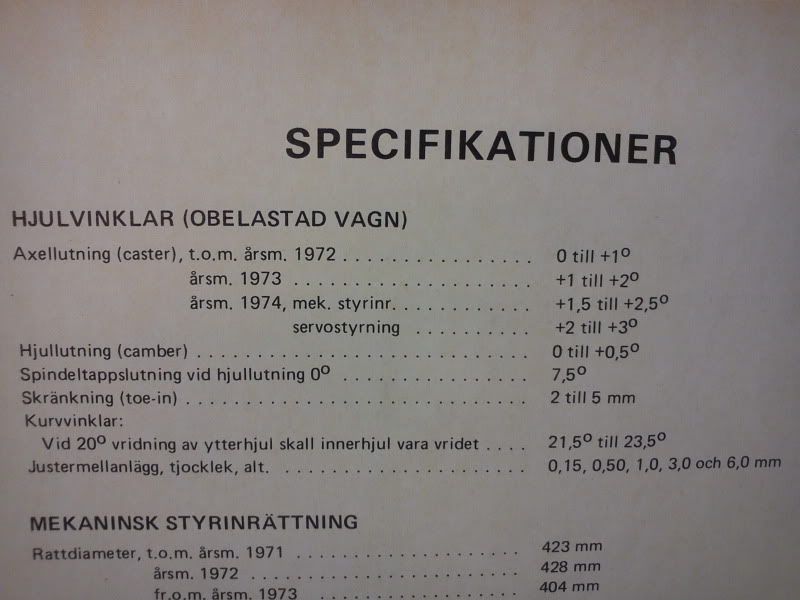 SPECIFIKATIONER
HJULVINKLAR (OBELASTAD VAGN)
Axellutning (caster), t.o.m. årsm. 1972 . . . . . . . . . . . . . . . . 0 till +1°
årsm. 1973 . . . . . . . . . . . . . . . . . . . . +1 till +2°
årsm. 1974, mek. styrinr. . . . . . . . . . . . . +1,5 till +2,5°
servostyrning . . . . . . . . . . +2 till +3°
Hjullutning (camber) . . . . . . . . . . . . . . . . . . . . . . . . . . . . 0 till +0,5°
Spindeltappslutning vid hjullutning 0° . . . . . . . . . . . . . . . . 7,5°
Skränkning (toe-in) . . . . . . . . . . . . . . . . . . . . . . . . . . . . . 2 till 5 mm
Kurvvinklar:
Vid 20° vridning av ytterhjul skall innerhjul vara vridet . . . . 21,5° till 23,5°
Justermellanlägg, tjocklek, alt. . . . . . . . . . . . . . . . . . . . . . 0,15, 0,50, 1,0, 3,0 och 6,0 mm
MEKANINSK STYRINRÄTTNING
Rattdiameter, t.o.m. årsm. 1971 . . . . . . . . . . . . . . . . . . . 423 mm
årsm. 1972 . . . . . . . . . . . . . . . . . . . . . . 428 mm
fr.o.m. årsm. 1973 . . . . . . . . . . . . . . . . . 404 mm